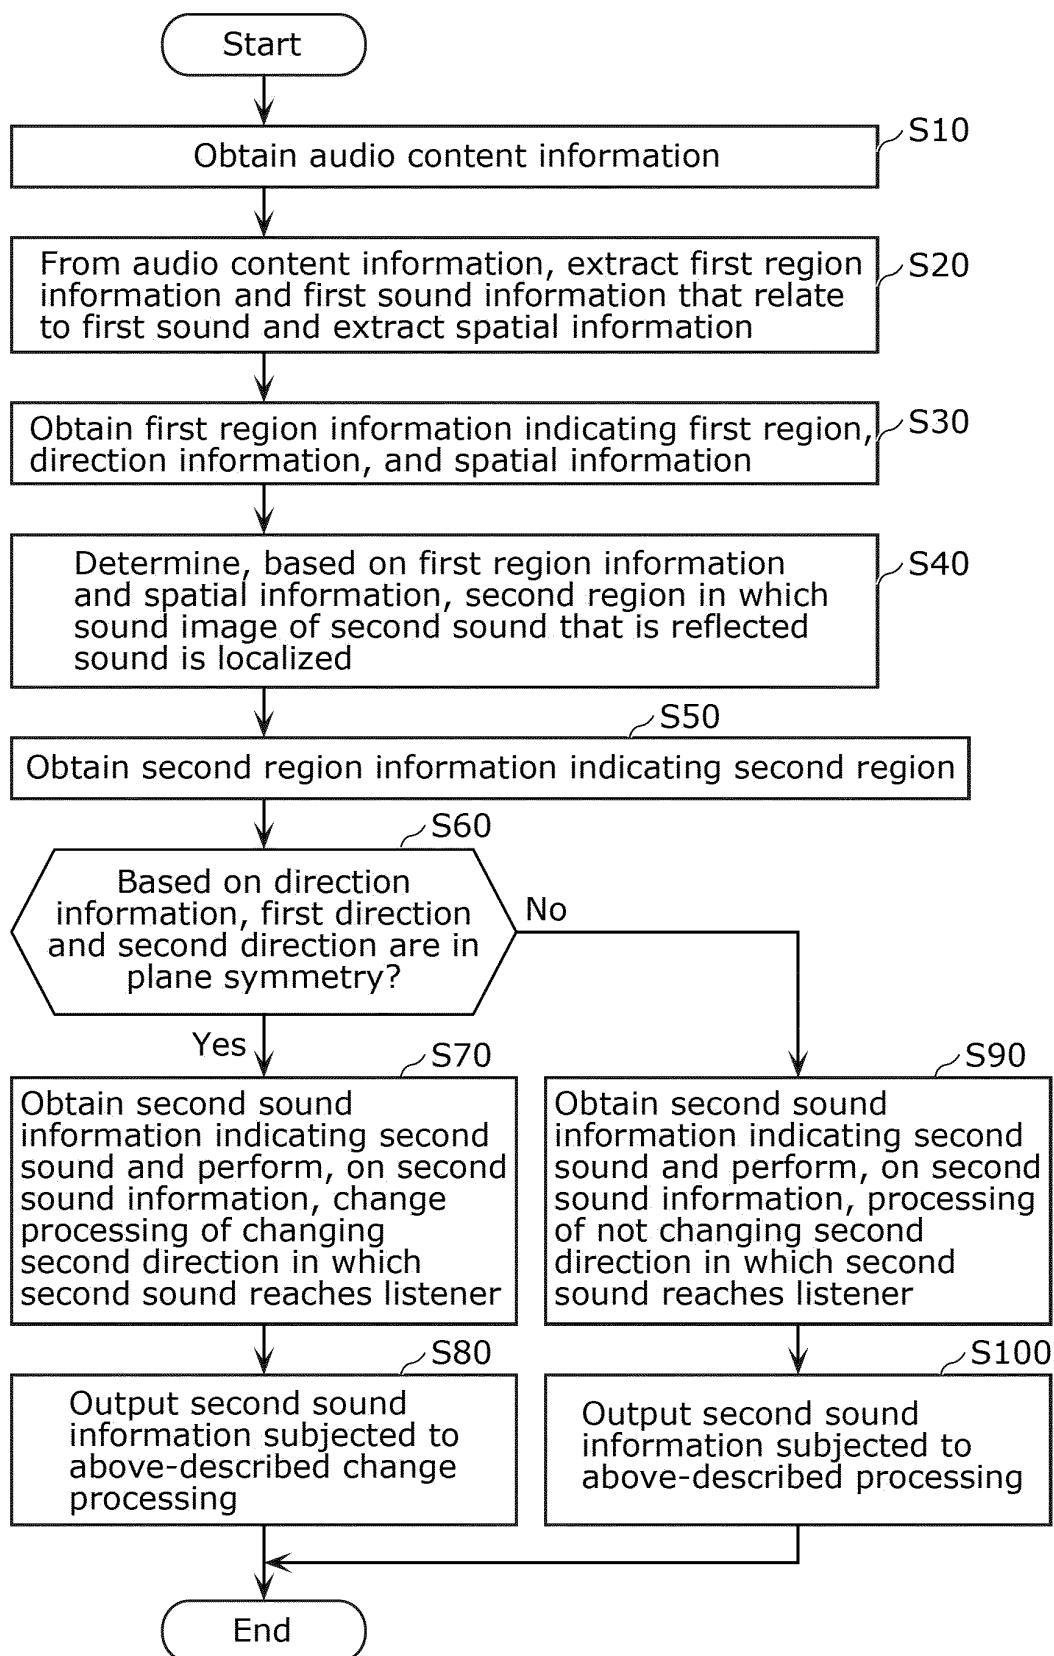 Start
S10
Obtain audio content information
S20
From audio content information, extract first region
information and first sound information that relate
to first sound and extract spatial information
S30
Obtain first region information indicating first region,
direction information, and spatial information
S40
Determine, based on first region information
and spatial information, second region in which
sound image of second sound that is reflected
sound is localized
S50
Obtain second region information indicating second region
S60
Based on direction
information, first direction
and second direction are in
plane symmetry?
No
Yes
S70
Obtain second sound
information indicating second
sound and perform, on second
sound information, change
processing of changing
second direction in which
second sound reaches listener
S90
Obtain second sound
information indicating second
sound and perform, on second
sound information, processing
of not changing second
direction in which second
sound reaches listener
S80
Output second sound
information subjected to
above-described change
processing
S100
Output second sound
information subjected to
above-described processing
End